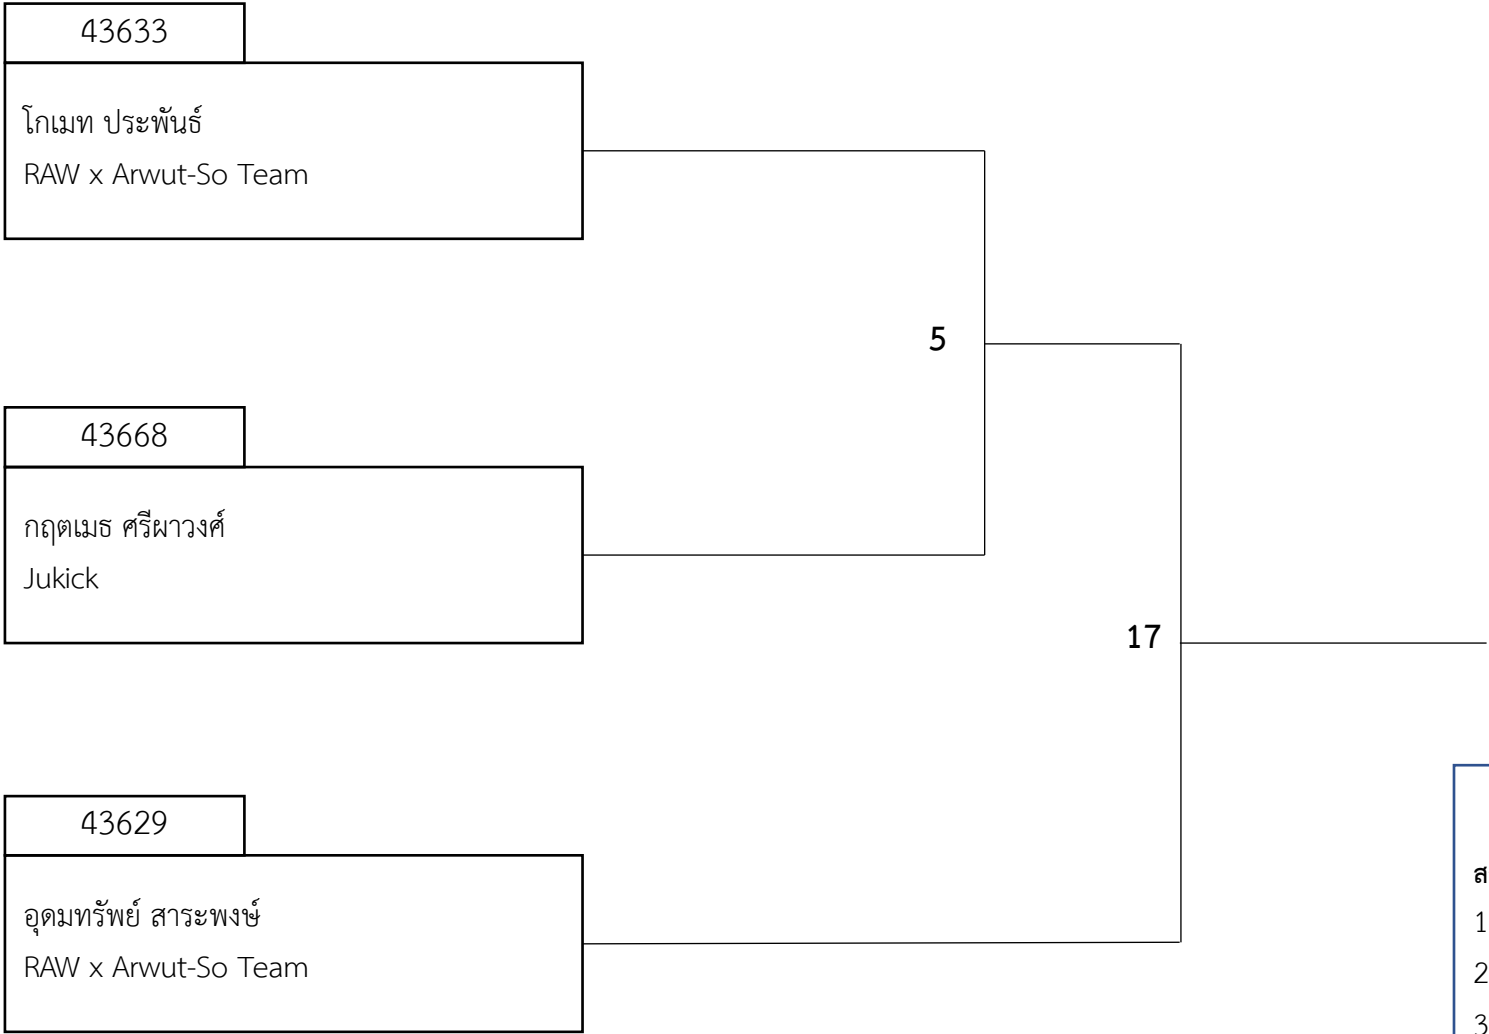 43633
โกเมท ประพันธ์
RAW x Arwut-So Team
5
43668
กฤตเมธ ศรีผาวงศ์
Jukick
17
43629
อุดมทรัพย์ สาระพงษ์
RAW x Arwut-So Team
ส
1
2
3